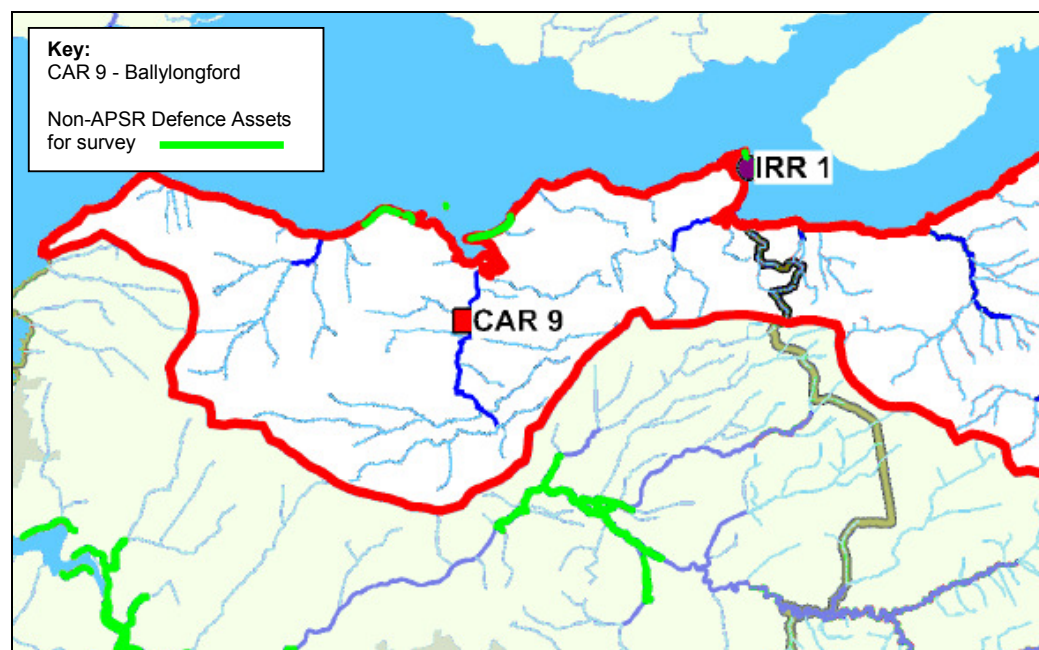 Key:
CAR 9 - Ballylongford
Non-APSR Defence Assets
for survey
IRR 1
CAR 9